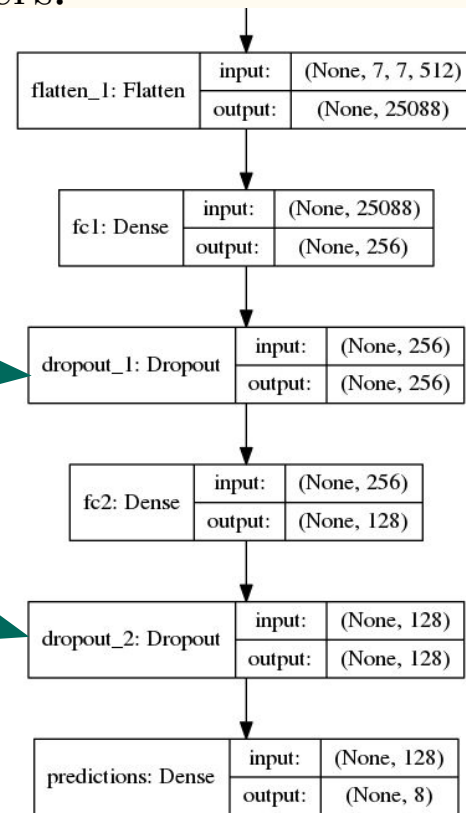 ers.
flatten_1: Flatten
input: (None, 7, 7, 512)
output: (None, 25088)
fc1: Dense
input: (None, 25088)
output: (None, 256)
dropout_1: Dropout
input: (None, 256)
output: (None, 256)
fc2: Dense
input: (None, 256)
output: (None, 128)
dropout_2: Dropout
input: (None, 128)
output: (None, 128)
predictions: Dense
input: (None, 128)
output: (None, 8)